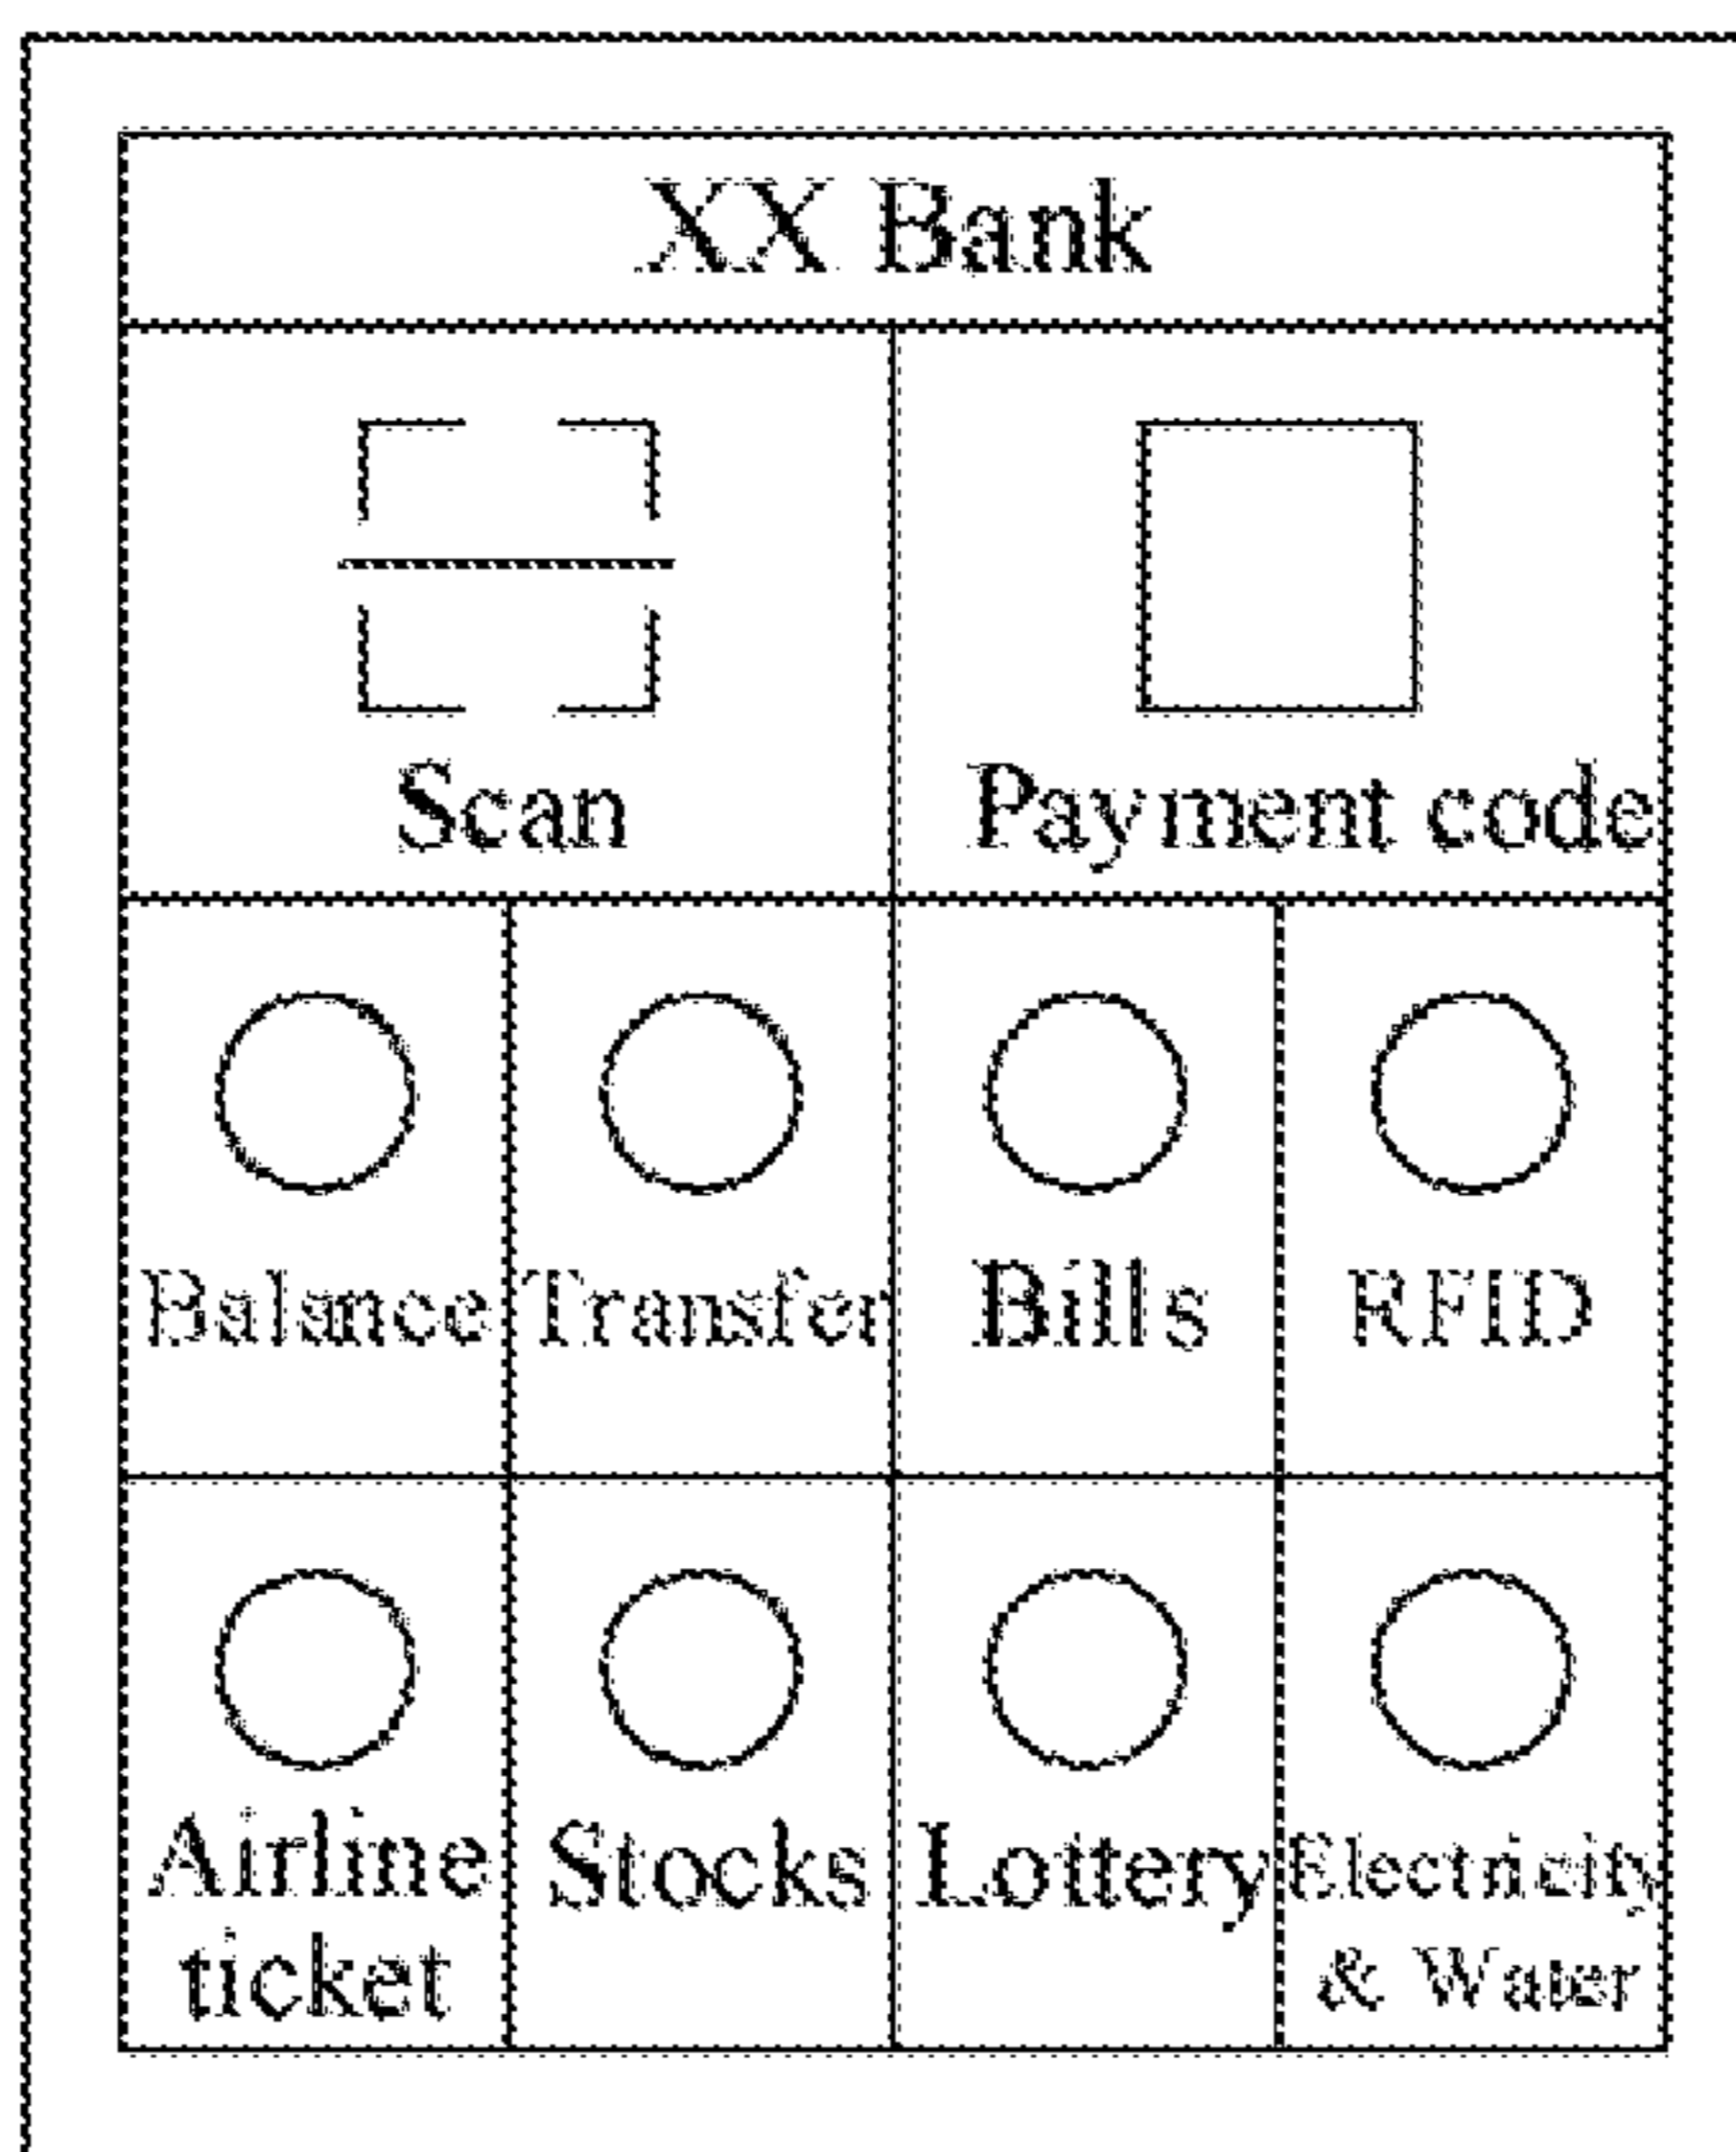 XX Bank
Scan
Payment code
Balance
Transfer
Bills
RFID
Airline
ticket
Stocks
Lottery
Electricity
& Water